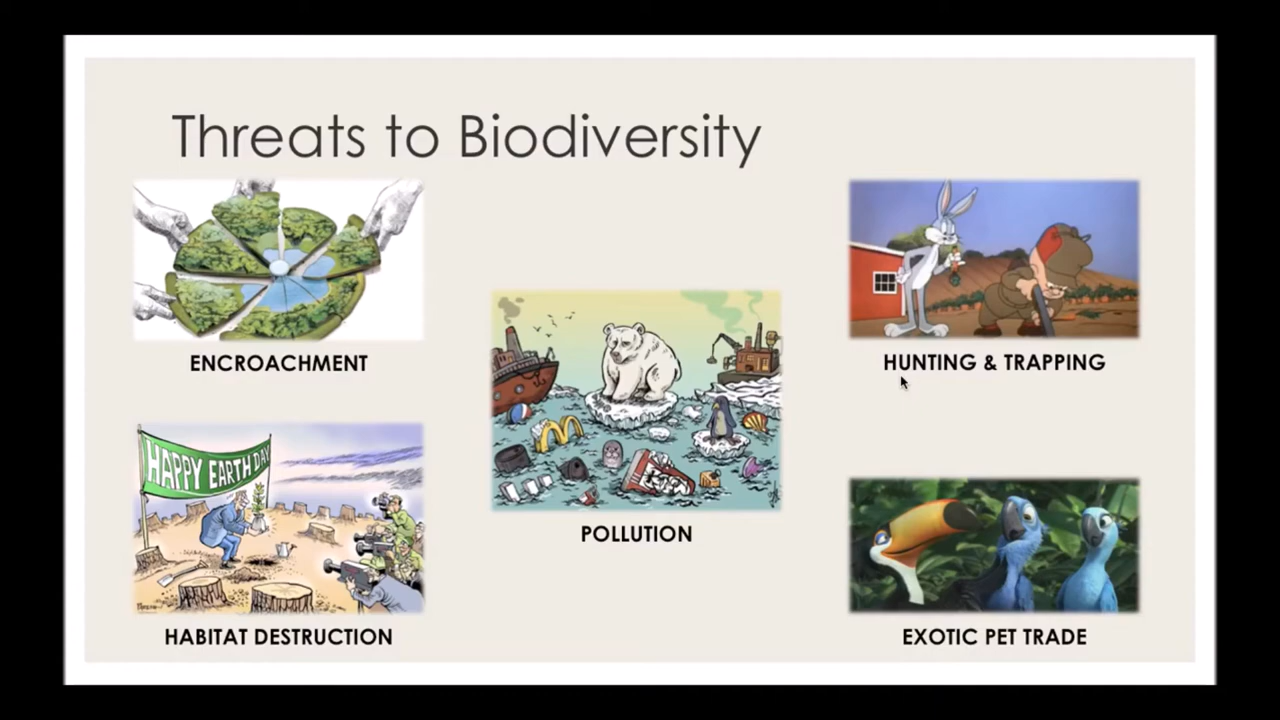 Threats to Biodiversity
ENCROACHMENT
HUNTING & TRAPPING
HAPPY EARTH DAY
POLLUTION
HABITAT DESTRUCTION
EXOTIC PET TRADE